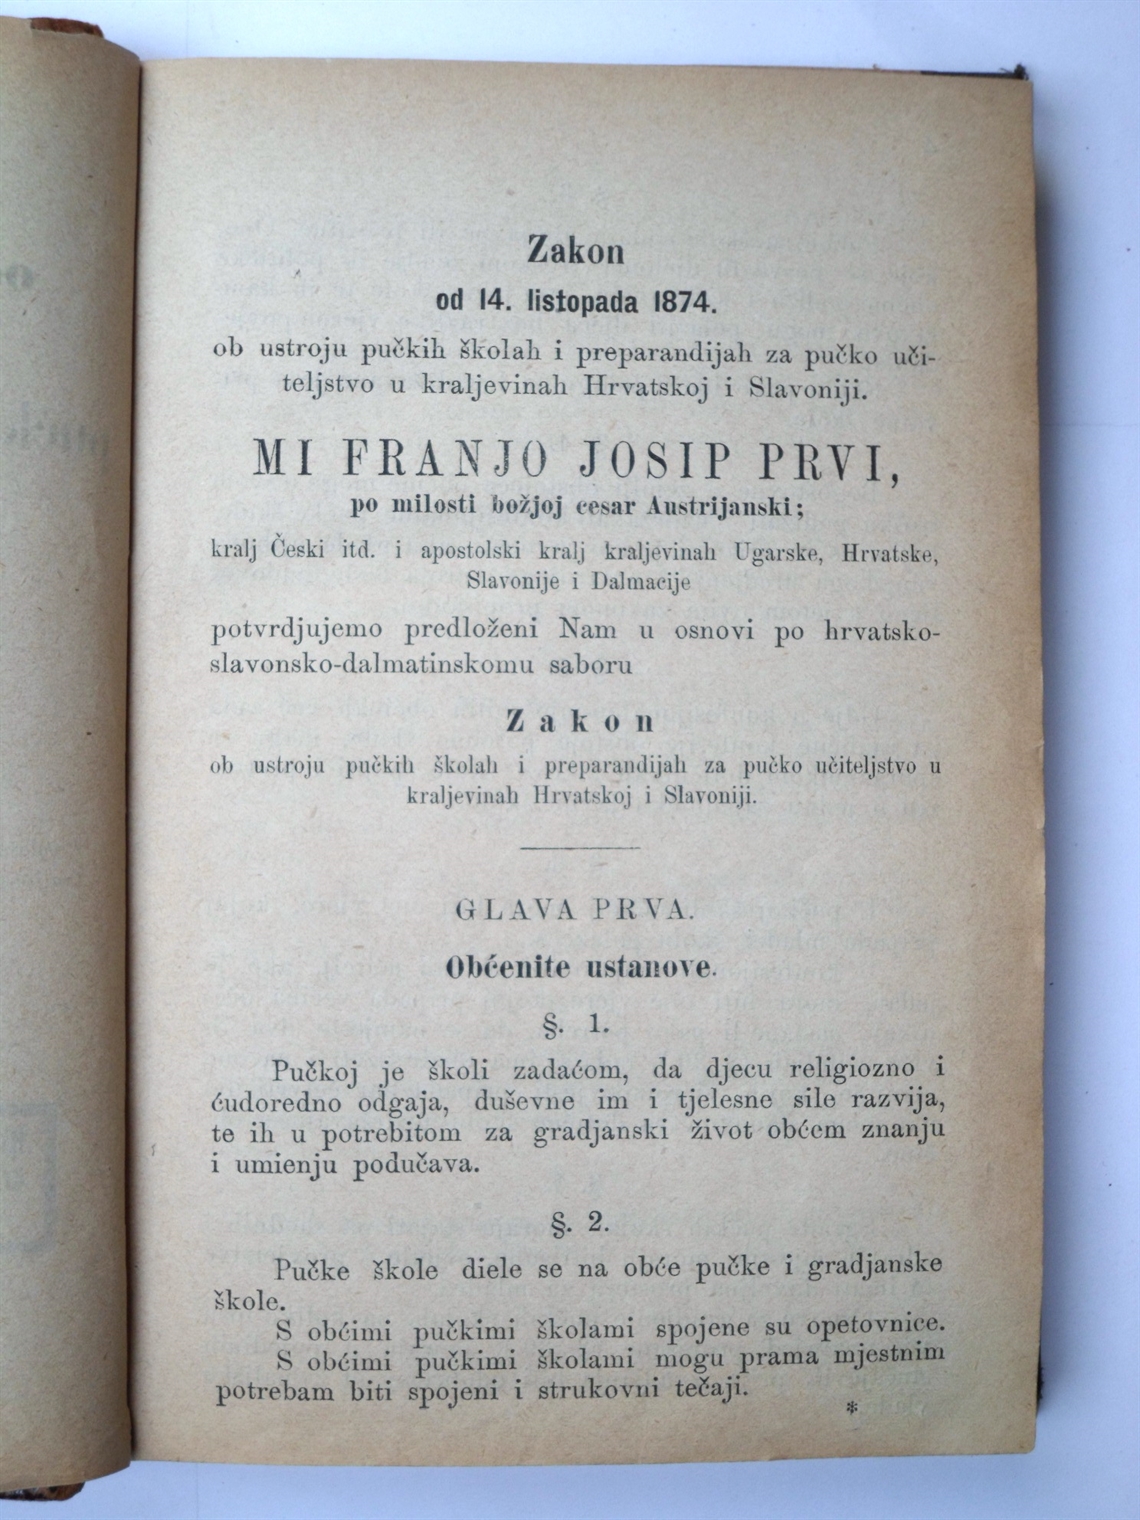 Zakon
od 14. listopada 1874.
ob ustroju pučkih školah i preparandijah za pučko uči-
teljstvo u kraljevinah Hrvatskoj i Slavoniji.
MI FRANJO JOSIP PRVI,
po milosti božjoj cesar Austrijanski;
kralj Česki itd. i apostolski kralj kraljevinah Ugarske, Hrvatske,
Slavonije i Dalmacije
potvrdjujemo predloženi Nam u osnovi po hrvatsko-
slavonsko-dalmatinskomu saboru
Zakon
ob ustroju pučkih školah i preparandijah za pučko učiteljstvo u
kraljevinah Hrvatskoj i Slavoniji.
GLAVA PRVA.
Obćenite ustanove.
§. 1.
Pučkoj je školi zadaćom, da djecu religiozno i
ćudoredno odgaja, duševne im i tjelesne sile razvija,
te ih u potrebitom za gradjanski život obćem znanju
i umienju podučava.
§. 2.
Pučke škole diele se na obće pučke i gradjanske
škole.
S obćimi pučkimi školami spojene su opetovnice.
S obćimi pučkimi školami mogu prama mjestnim
potrebam biti spojeni i strukovni tečaji.
*